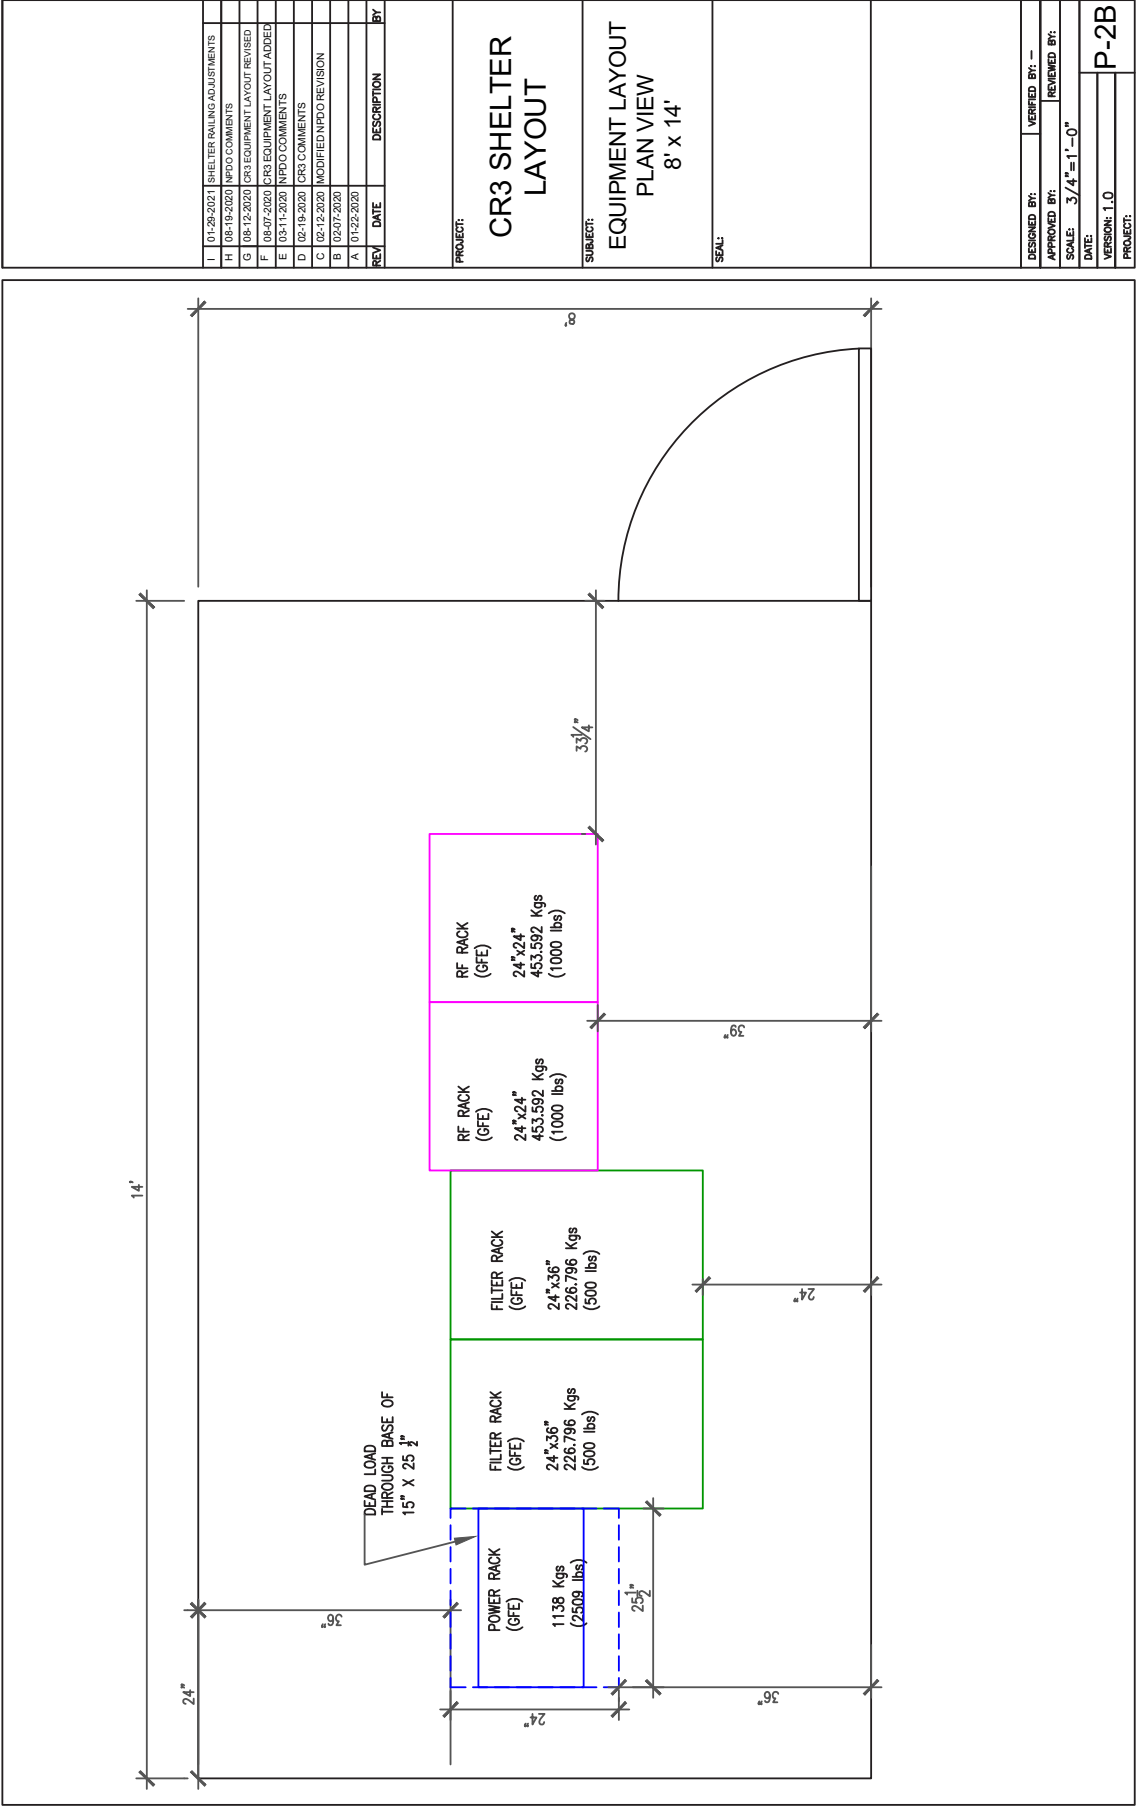 14'
24"
36"
DEAD LOAD
THROUGH BASE OF
15" X 25 1/2"
POWER RACK
(GFE)
1138 Kgs
(2509 lbs)
24"
25 1/2"
36"
FILTER RACK
(GFE)
24"x36"
226.796 Kgs
(500 lbs)
FILTER RACK
(GFE)
24"x36"
226.796 Kgs
(500 lbs)
24"
RF RACK
(GFE)
24"x24"
453.592 Kgs
(1000 lbs)
RF RACK
(GFE)
24"x24"
453.592 Kgs
(1000 lbs)
39"
33 1/4"
8'
I 01-29-2021 SHELTER RAILING ADJUSTMENTS
H 08-19-2020 NPDO COMMENTS
G 08-12-2020 CR3 EQUIPMENT LAYOUT REVISED
F 08-07-2020 CR3 EQUIPMENT LAYOUT ADDED
E 03-11-2020 NPDO COMMENTS
D 02-19-2020 CR3 COMMENTS
C 02-12-2020 MODIFIED NPDO REVISION
B 02-07-2020
A 01-22-2020
REV DATE DESCRIPTION BY
PROJECT:
CR3 SHELTER
LAYOUT
SUBJECT:
EQUIPMENT LAYOUT
PLAN VIEW
8' x 14'
SEAL:
DESIGNED BY: VERIFIED BY: --
APPROVED BY: REVIEWED BY:
SCALE: 3/4"=1'-0"
DATE:
VERSION: 1.0
PROJECT:
P-2B